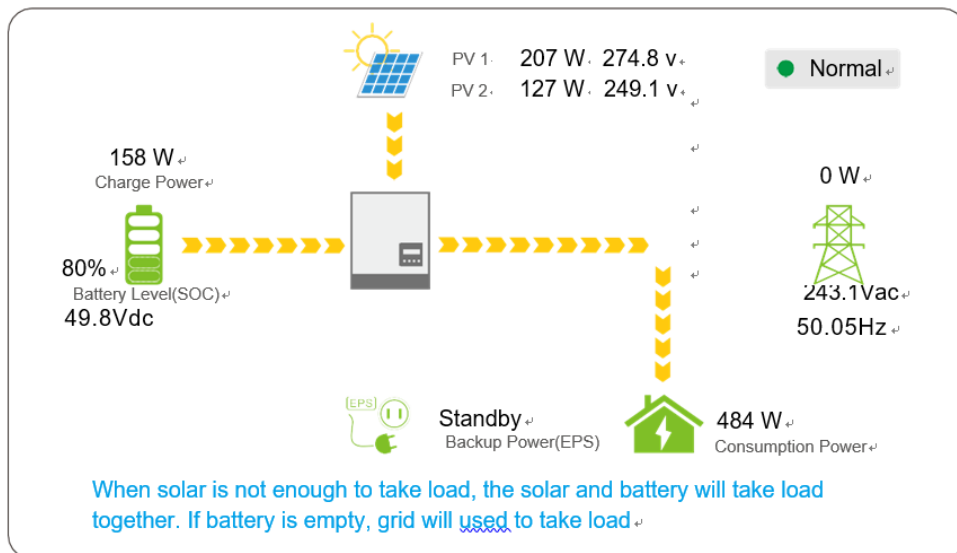 PV 1 207 W 274.8 v
PV 2 127 W 249.1 v
Normal
158 W
Charge Power
0 W
80%
Battery Level(SOC)
49.8Vdc
243.1Vac
50.05Hz
EPS
Standby
Backup Power(EPS)
484 W
Consumption Power
When solar is not enough to take load, the solar and battery will take load
together. If battery is empty, grid will used to take load